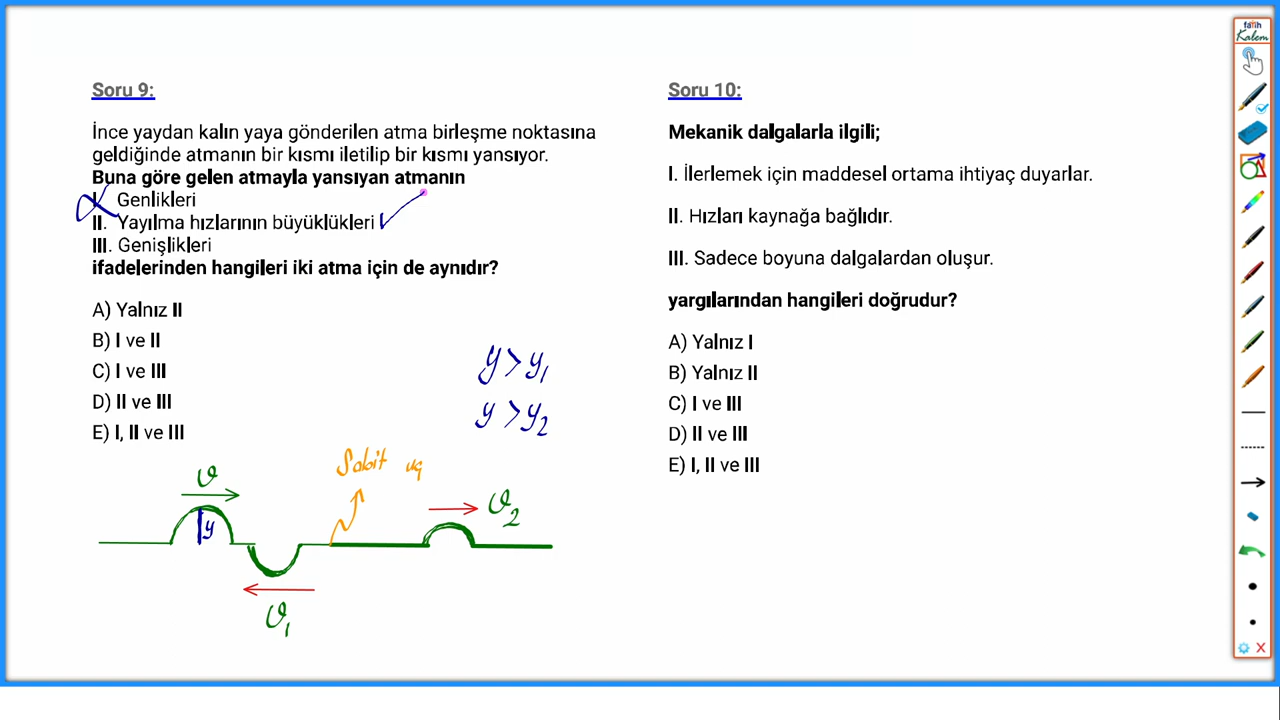 Soru 9:
İnce yaydan kalın yaya gönderilen atma birleşme noktasına
geldiğinde atmanın bir kısmı iletilip bir kısmı yansıyor.
Buna göre gelen atmayla yansıyan atmanın
I. Genlikleri
II. Yayılma hızlarının büyüklükleri
III. Genişlikleri
ifadelerinden hangileri iki atma için de aynıdır?
A) Yalnız II
B) I ve II
C) I ve III
D) II ve III
E) I, II ve III
y > y₁
y > y₂
Sabit uç
ϑ
y
ϑ₂
ϑ₁
Soru 10:
Mekanik dalgalarla ilgili;
I. İlerlemek için maddesel ortama ihtiyaç duyarlar.
II. Hızları kaynağa bağlıdır.
III. Sadece boyuna dalgalardan oluşur.
yargılarından hangileri doğrudur?
A) Yalnız I
B) Yalnız II
C) I ve III
D) II ve III
E) I, II ve III
fatih
Kalem